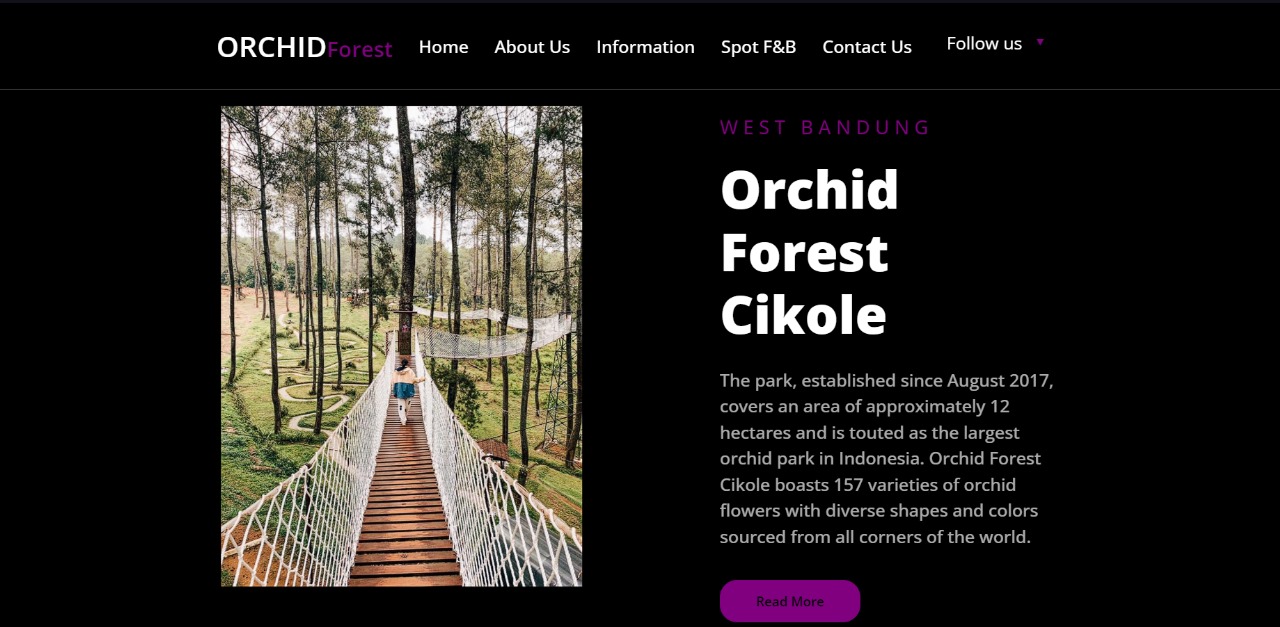 ORCHIDForest Home About Us Information Spot F&B Contact Us Follow us ▼
WEST BANDUNG
Orchid
Forest
Cikole
The park, established since August 2017,
covers an area of approximately 12
hectares and is touted as the largest
orchid park in Indonesia. Orchid Forest
Cikole boasts 157 varieties of orchid
flowers with diverse shapes and colors
sourced from all corners of the world.
Read More